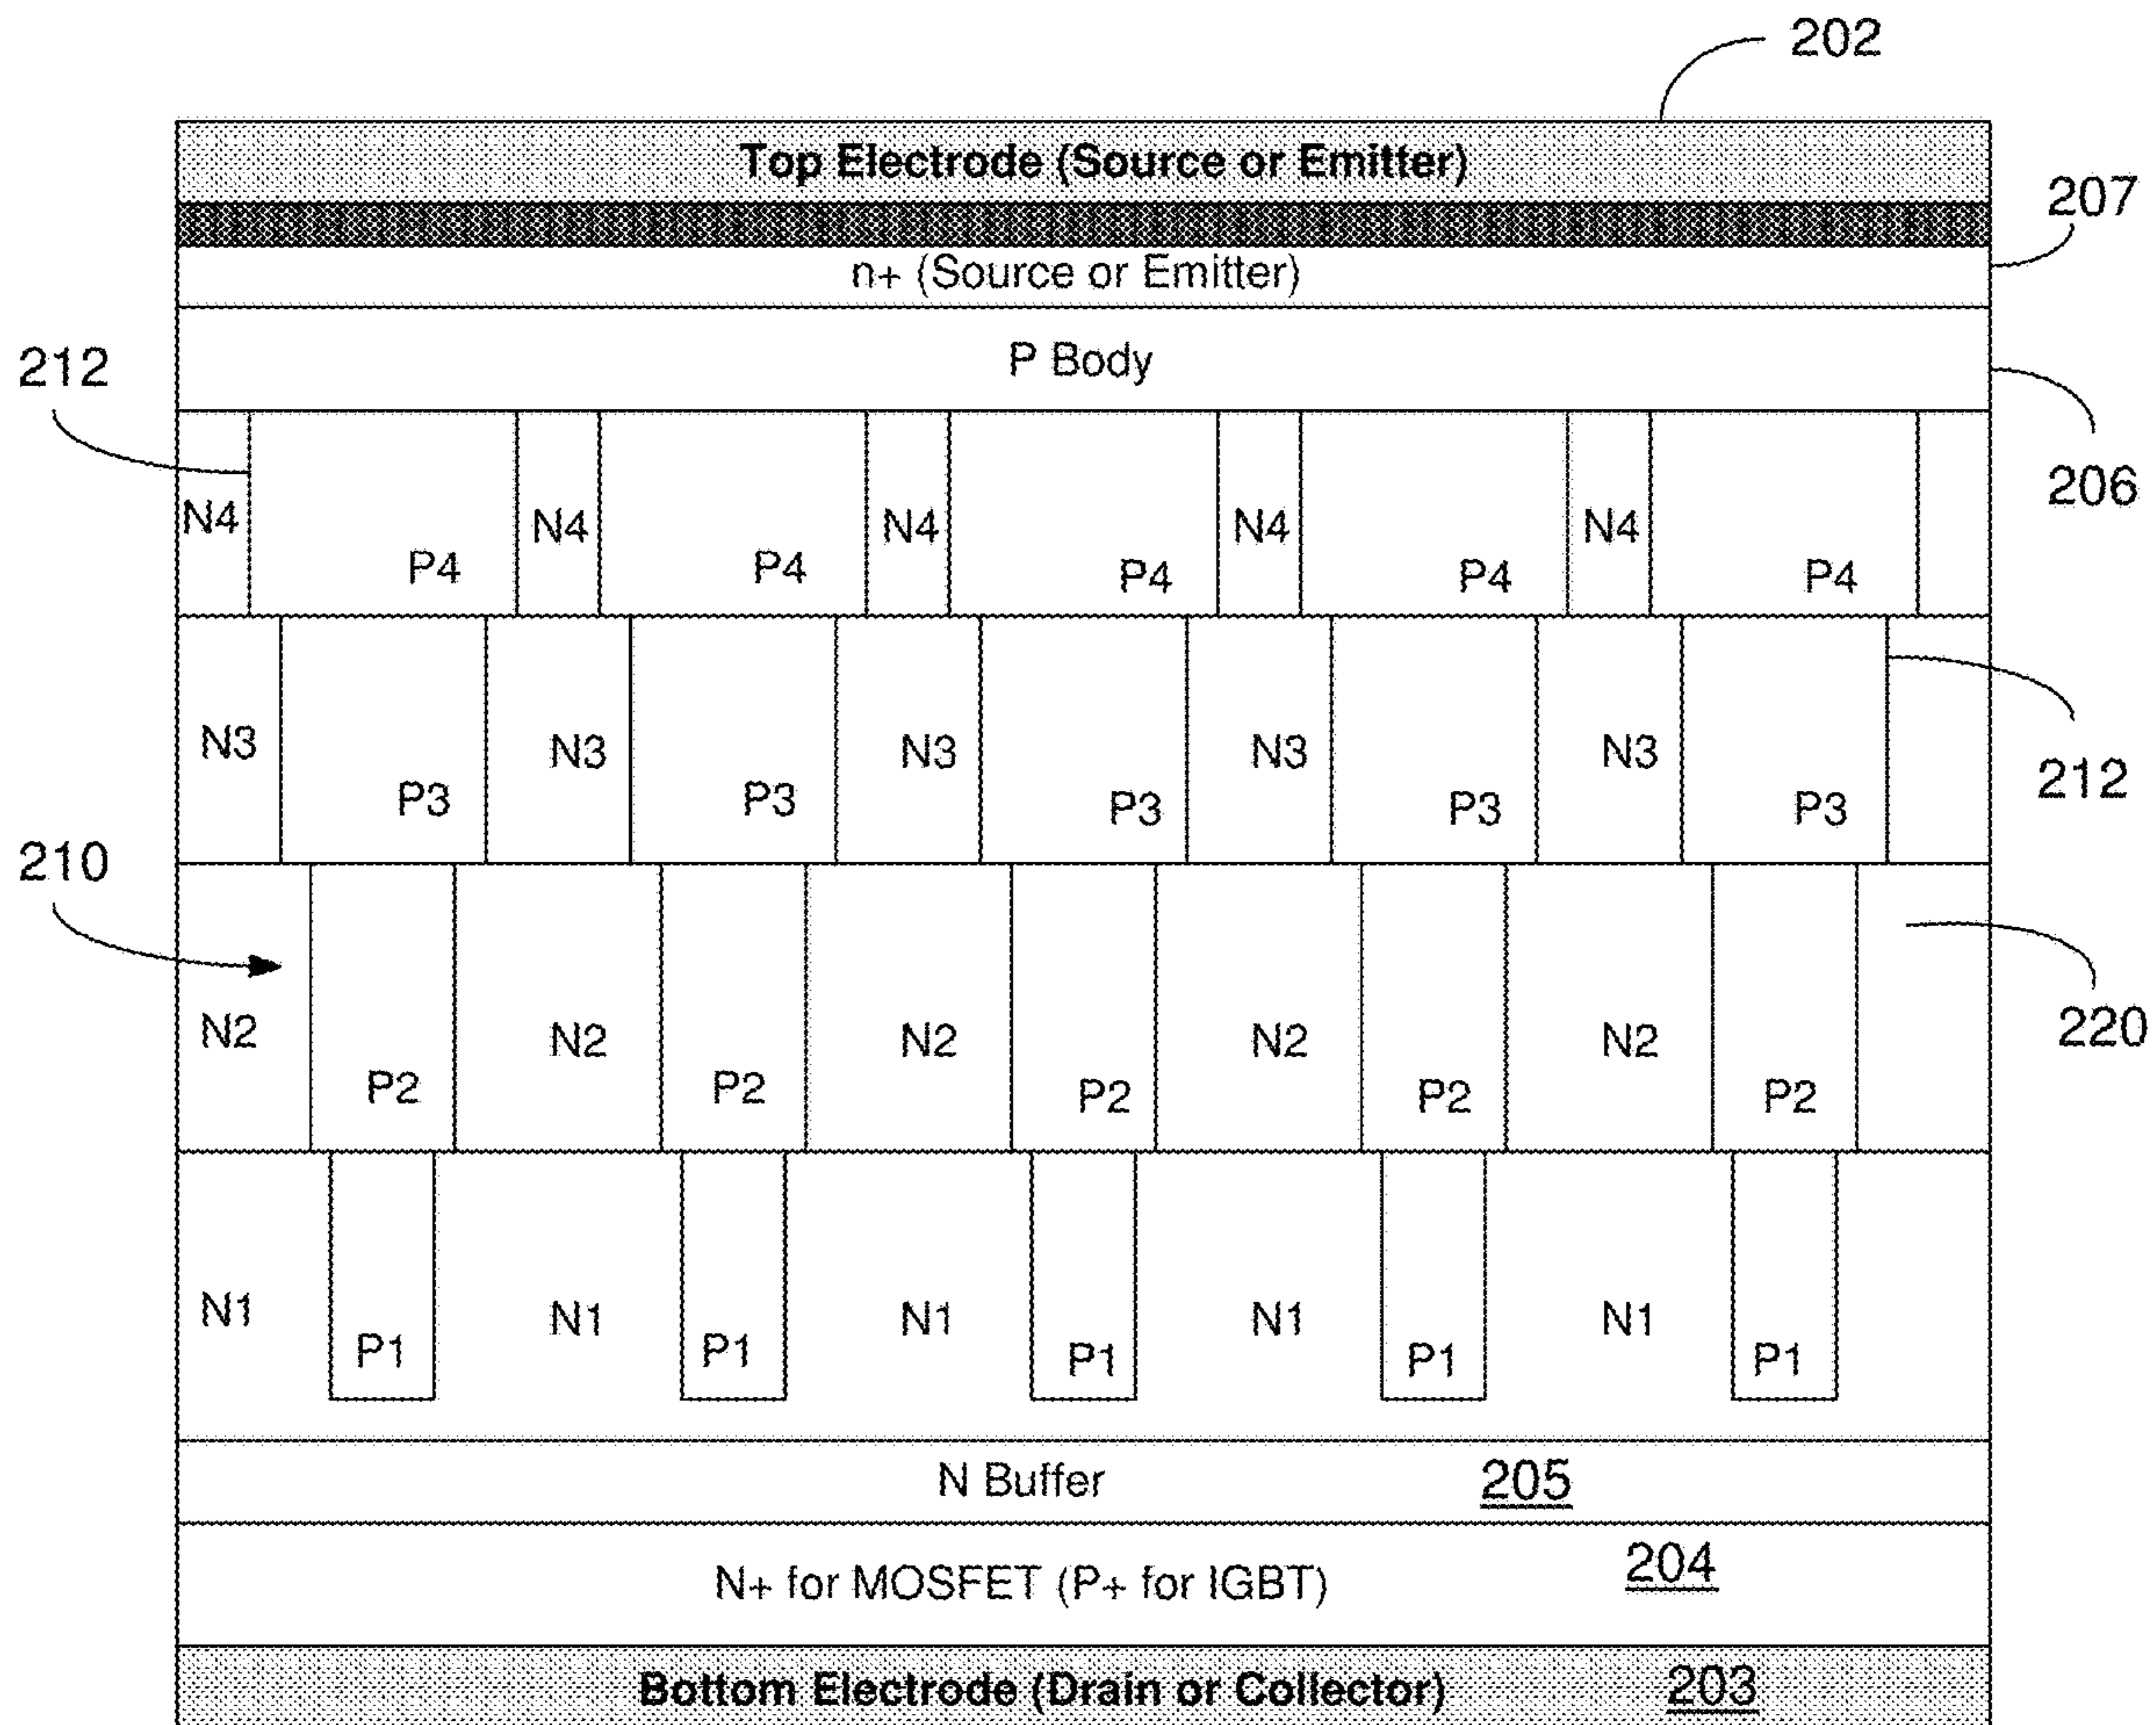 202
Top Electrode (Source or Emitter)
207
n+ (Source or Emitter)
P Body
212
206
N4 N4 N4 N4 N4
P4 P4 P4 P4 P4
N3 N3 N3 N3 N3
P3 P3 P3 P3 P3
212
210
N2 N2 N2 N2 N2
220
P2 P2 P2 P2 P2
N1 N1 N1 N1 N1
P1 P1 P1 P1 P1
N Buffer 205
N+ for MOSFET (P+ for IGBT) 204
Bottom Electrode (Drain or Collector) 203